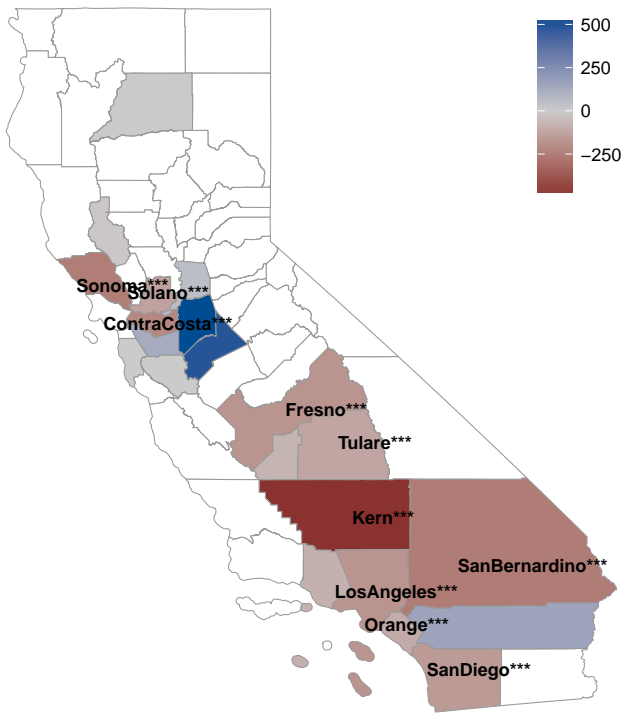 500
250
0
−250
Sonoma***
Solano***
ContraCosta***
Fresno***
Tulare***
Kern***
SanBernardino***
LosAngeles***
Orange***
SanDiego***